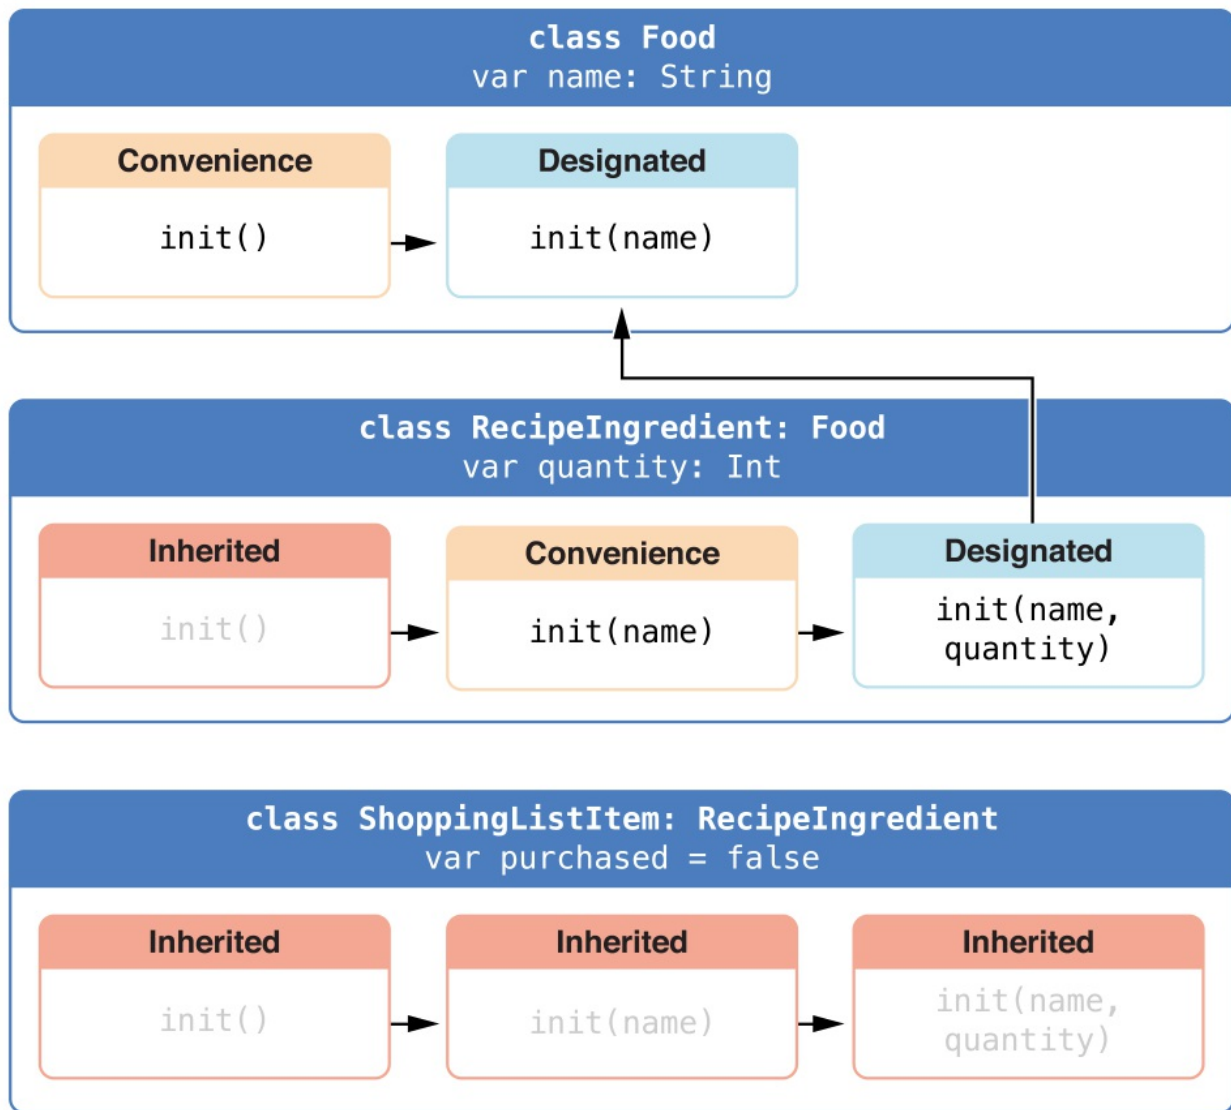 class Food
var name: String
Convenience
Designated
init()
init(name)
class RecipeIngredient: Food
var quantity: Int
Inherited
Convenience
Designated
init()
init(name)
init(name,
quantity)
class ShoppingListItem: RecipeIngredient
var purchased = false
Inherited
Inherited
Inherited
init()
init(name)
init(name,
quantity)